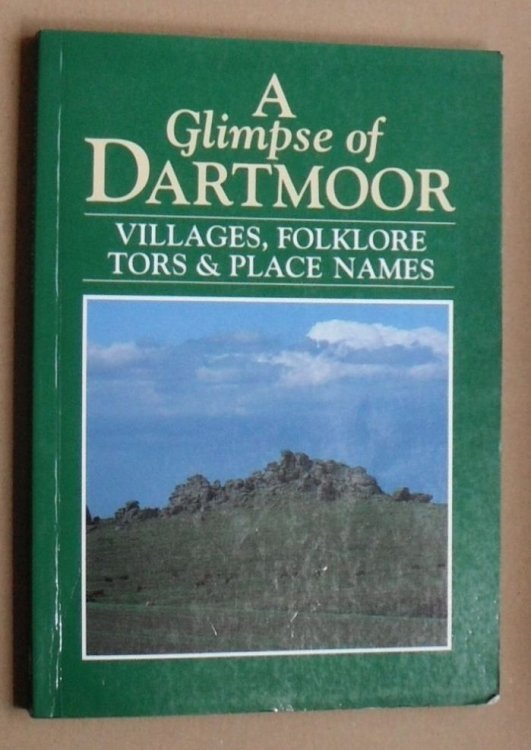 A
Glimpse of
DARTMOOR
VILLAGES, FOLKLORE
TORS & PLACE NAMES